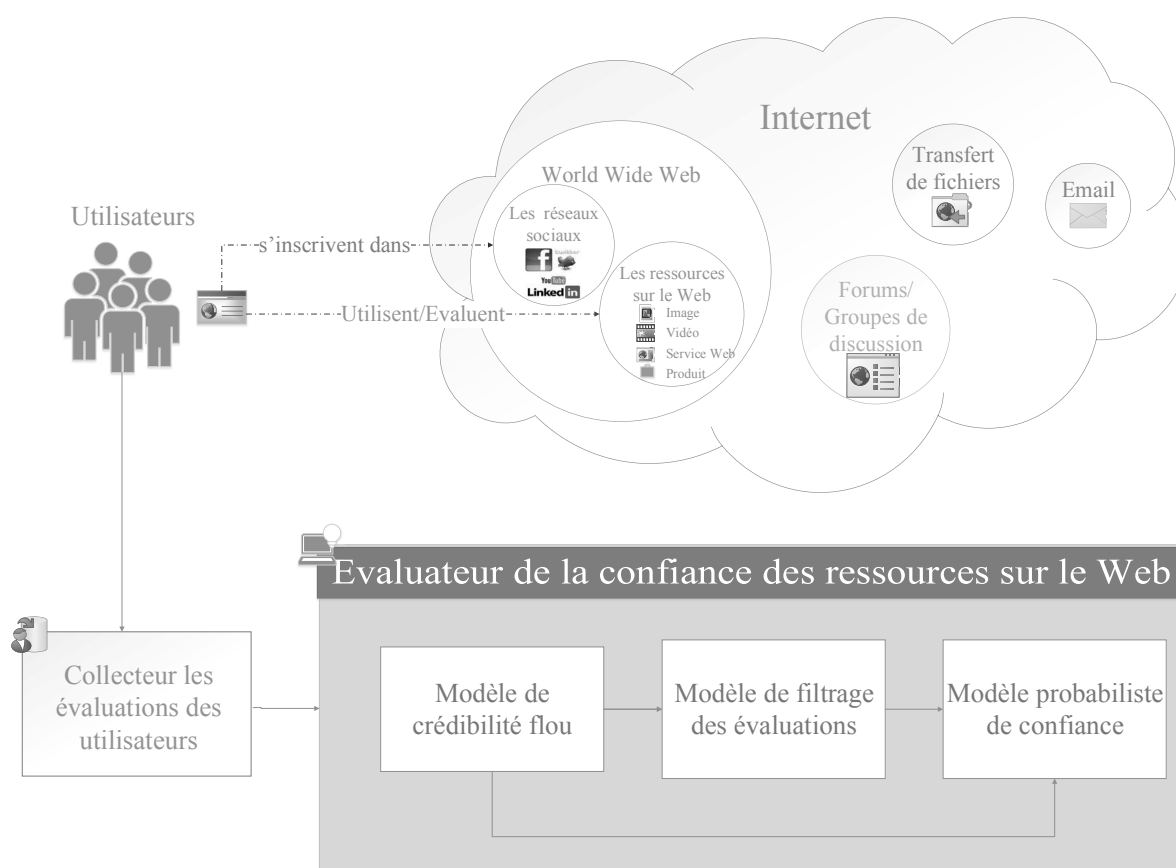 Internet
World Wide Web
Transfert
de fichiers
Email
Utilisateurs
Les réseaux
sociaux
s'inscrivent dans
twitter
YouTube
Linked in
Les ressources
sur le Web
Image
Vidéo
Service Web
Produit
Utilisent/Evaluent
Forums/
Groupes de
discussion
Evaluateur de la confiance des ressources sur le Web
Collecteur les
évaluations des
utilisateurs
Modèle de
crédibilité flou
Modèle de filtrage
des évaluations
Modèle probabiliste
de confiance